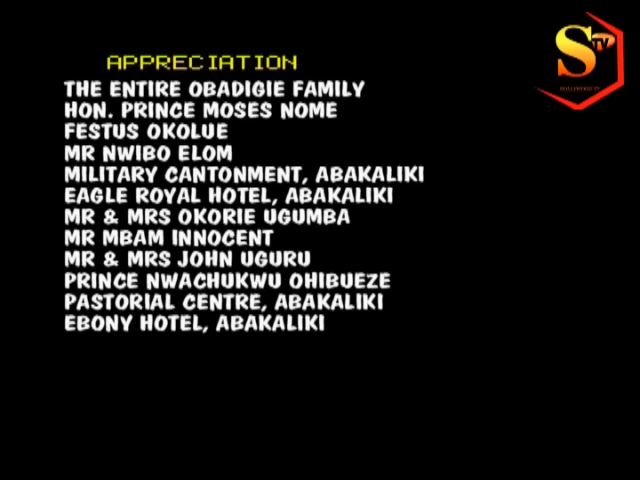 APPRECIATION
THE ENTIRE OBADIGIE FAMILY
HON. PRINCE MOSES NOME
FESTUS OKOLUE
MR NWIBO ELOM
MILITARY CANTONMENT, ABAKALIKI
EAGLE ROYAL HOTEL, ABAKALIKI
MR & MRS OKORIE UGUMBA
MR MBAM INNOCENT
MR & MRS JOHN UGURU
PRINCE NWACHUKWU OHIBUEZE
PASTORIAL CENTRE, ABAKALIKI
EBONY HOTEL, ABAKALIKI
S TV